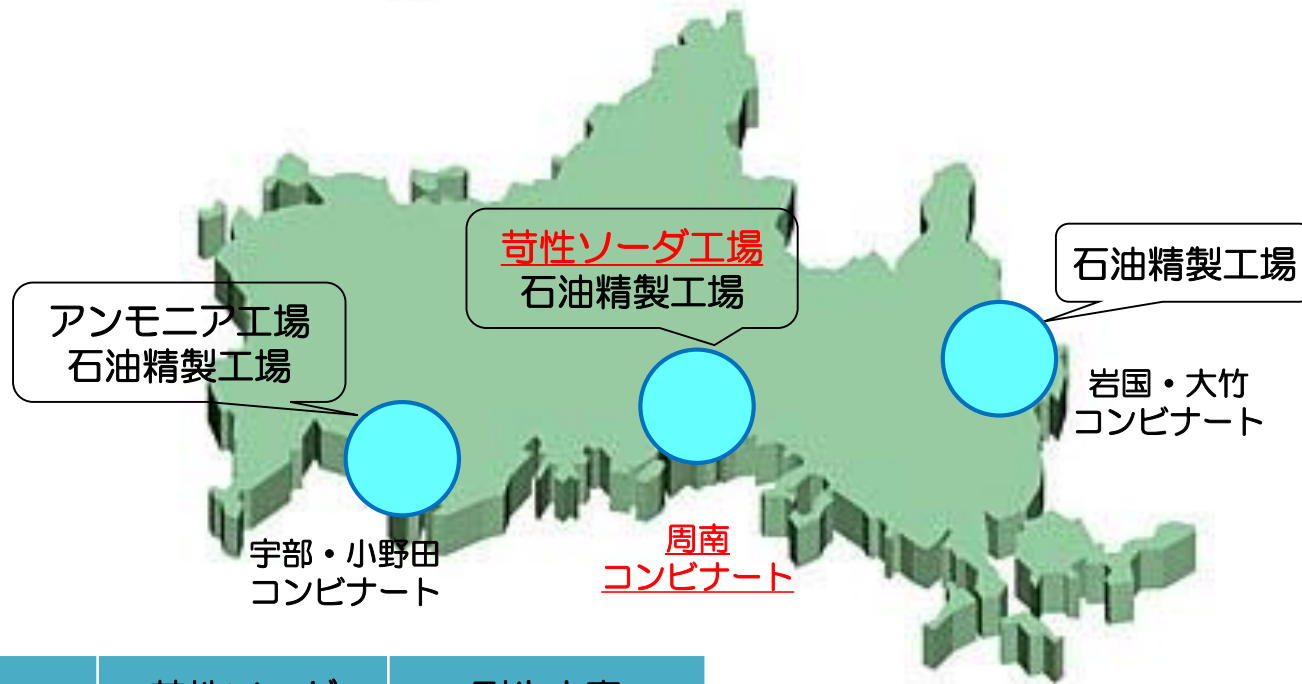 苛性ソーダ工場
石油精製工場
石油精製工場
アンモニア工場
石油精製工場
岩国・大竹
コンビナート
宇部・小野田
コンビナート
周南
コンビナート